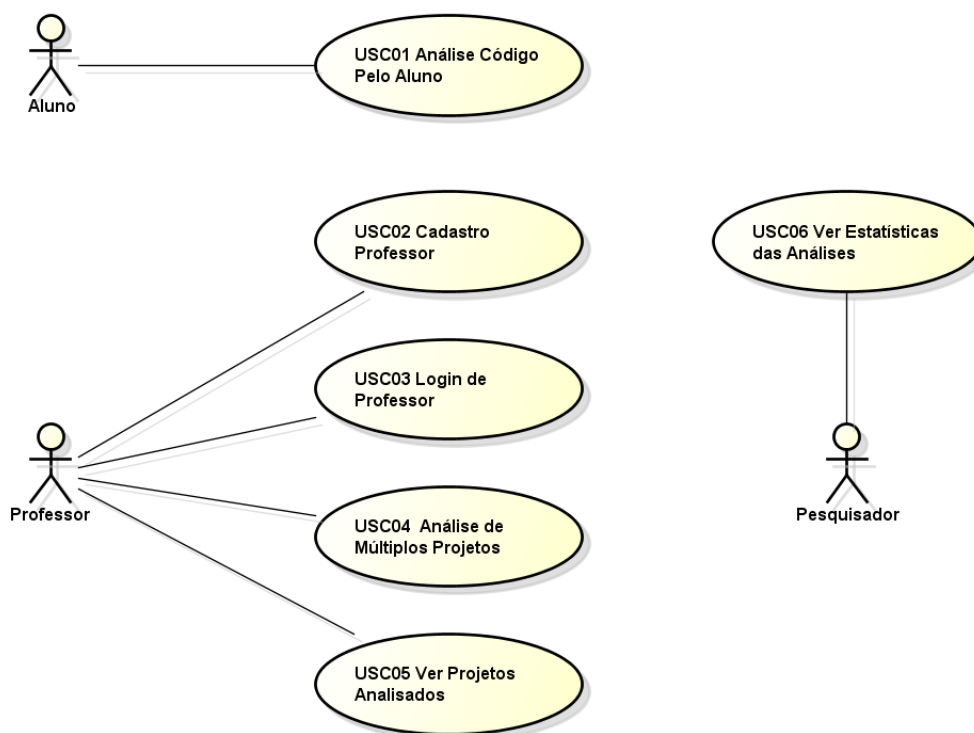 USC01 Análise Código
Pelo Aluno
Aluno
USC02 Cadastro
Professor
USC06 Ver Estatísticas
das Análises
USC03 Login de
Professor
Professor
Pesquisador
USC04 Análise de
Múltiplos Projetos
USC05 Ver Projetos
Analisados